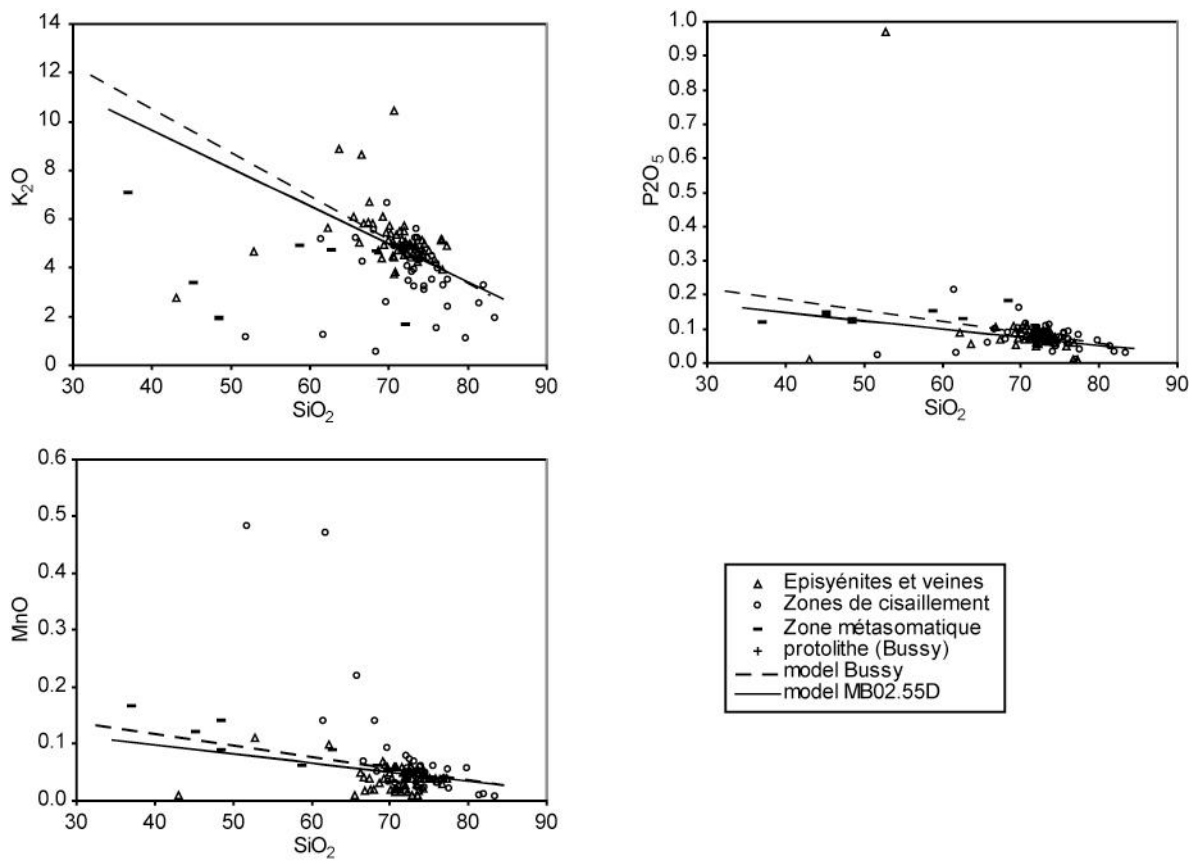 14
12
10
8
6
4
2
0
K₂O
30 40 50 60 70 80 90
SiO₂
1.0
0.9
0.8
0.7
0.6
0.5
0.4
0.3
0.2
0.1
0.0
P2O₅
30 40 50 60 70 80 90
SiO₂
0.6
0.5
0.4
0.3
0.2
0.1
0.0
MnO
30 40 50 60 70 80 90
SiO₂
Episyénites et veines
Zones de cisaillement
Zone métasomatique
protolithe (Bussy)
model Bussy
model MB02.55D